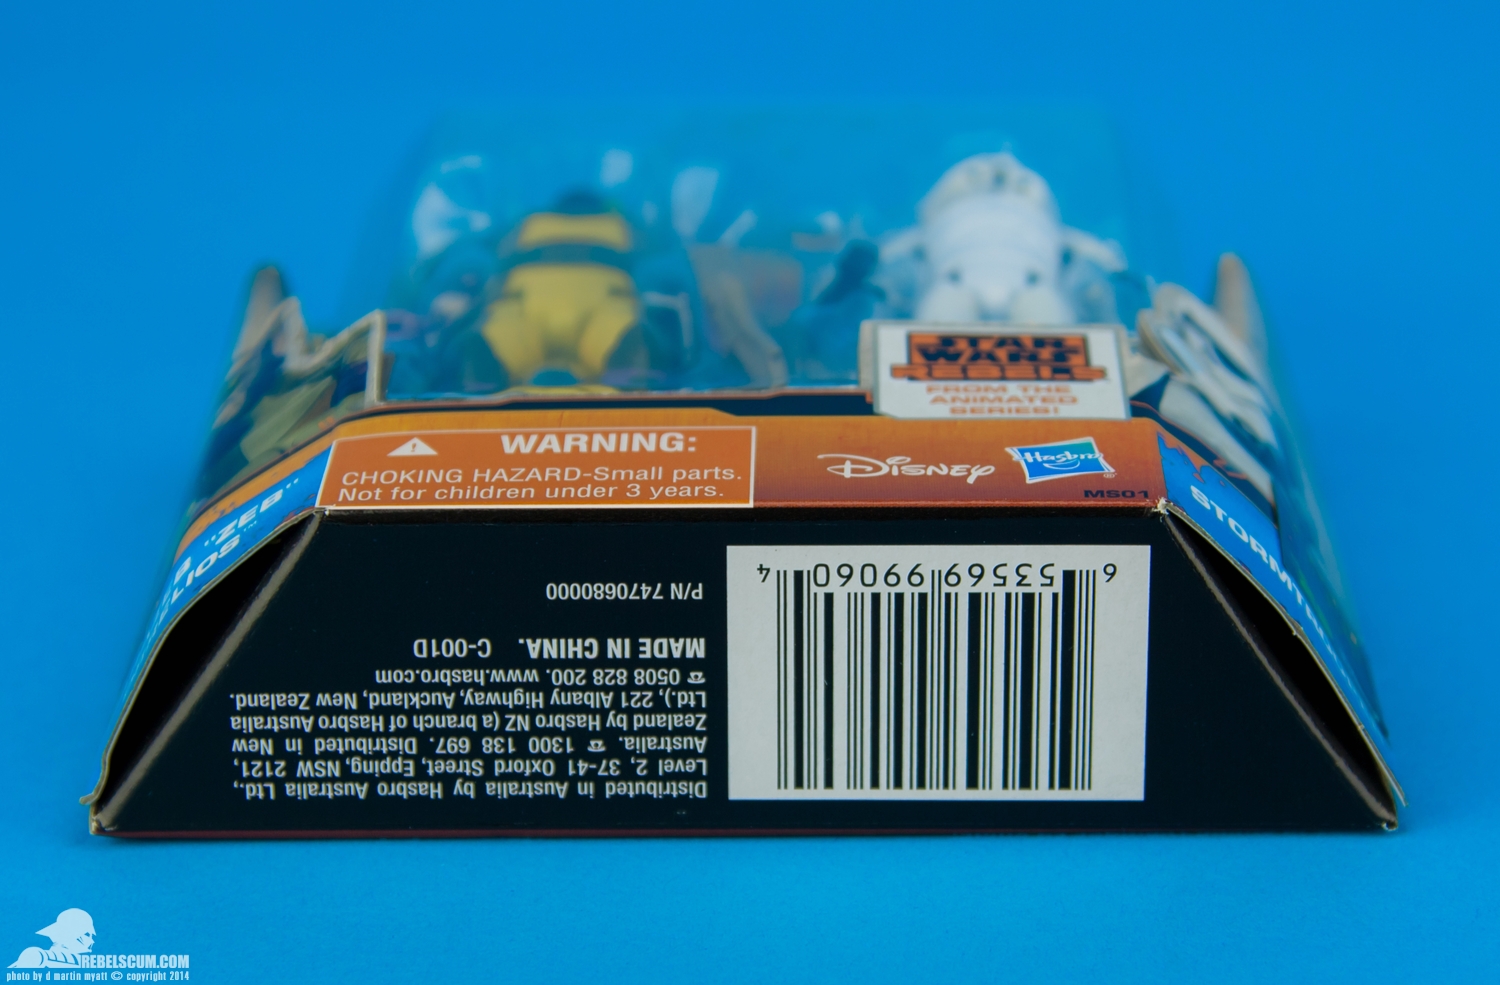 STAR
WARS
REBELS
FROM THE
ANIMATED
SERIES!
WARNING:
CHOKING HAZARD-Small parts.
Not for children under 3 years.
Disney
Hasbro
®
MS01
"ZEB"
STORMTR
Distributed in Australia by Hasbro Australia Ltd.,
Level 2, 37-41 Oxford Street, Epping, NSW 2121,
Australia. ☎ 1300 138 697. Distributed in New
Zealand by Hasbro NZ (a branch of Hasbro Australia
Ltd.), 221 Albany Highway, Auckland, New Zealand.
☎ 0508 828 200. www.hasbro.com
MADE IN CHINA. C-001D
P/N 7470680000
6 53569 99060 4
REBELSCUM.COM
photo by d martin myatt © copyright 2014